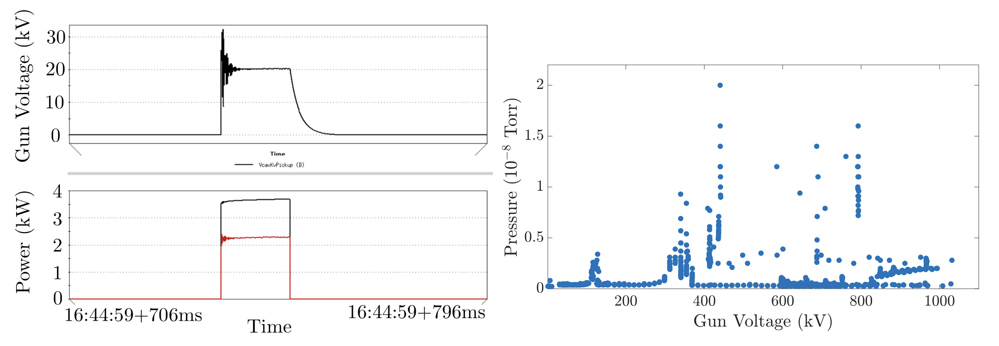 Gun Voltage (kV)
30
20
10
0
Time
VcavKvPickup (D)
Power (kW)
4
3
2
1
0
16:44:59+706ms
16:44:59+796ms
Time
Pressure (10⁻⁸ Torr)
2
1.5
1
0.5
0
200 400 600 800 1000
Gun Voltage (kV)